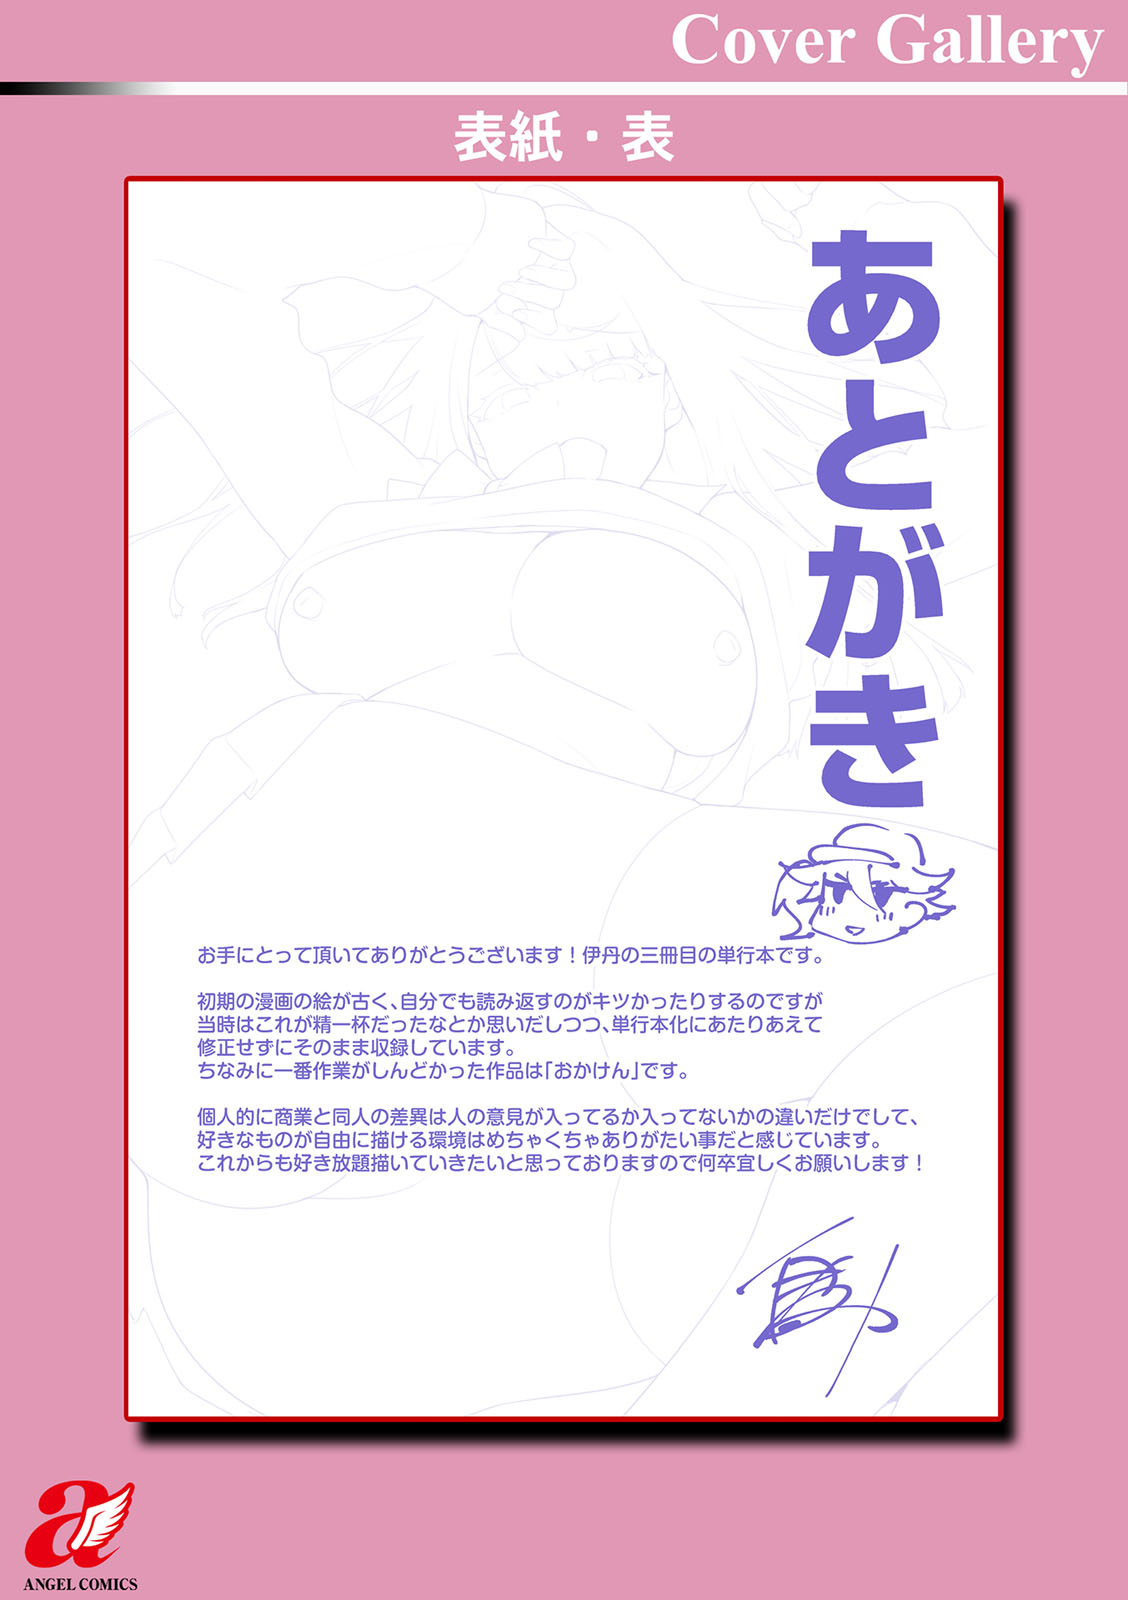 Cover Gallery
表紙・表
あとがき
お手にとって頂いてありがとうございます！伊丹の三冊目の単行本です。
初期の漫画の絵が古く、自分でも読み返すのがキツかったりするのですが
当時はこれが精一杯だったなとか思いだしつつ、単行本化にあたりあえて
修正せずにそのまま収録しています。
ちなみに一番作業がしんどかった作品は「おかけん」です。
個人的に商業と同人の差異は人の意見が入ってるか入ってないかの違いだけでして、
好きなものが自由に描ける環境はめちゃくちゃありがたい事だと感じています。
これからも好き放題描いていきたいと思っておりますので何卒宜しくお願いします！
a
ANGEL COMICS